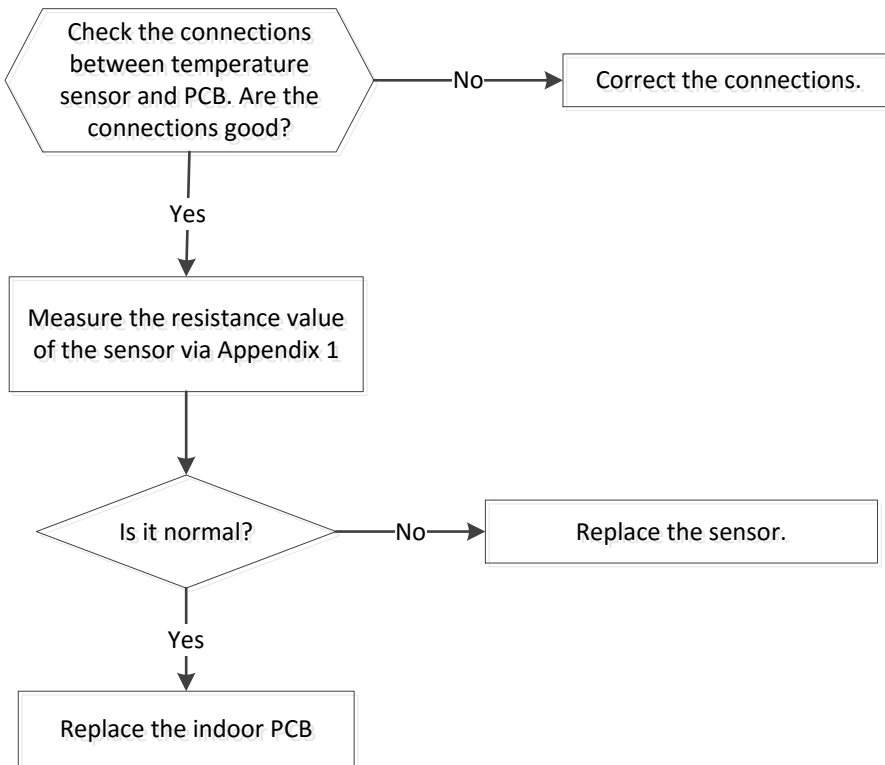 Check the connections
between temperature
sensor and PCB. Are the
connections good?
No
Correct the connections.
Yes
Measure the resistance value
of the sensor via Appendix 1
Is it normal?
No
Replace the sensor.
Yes
Replace the indoor PCB